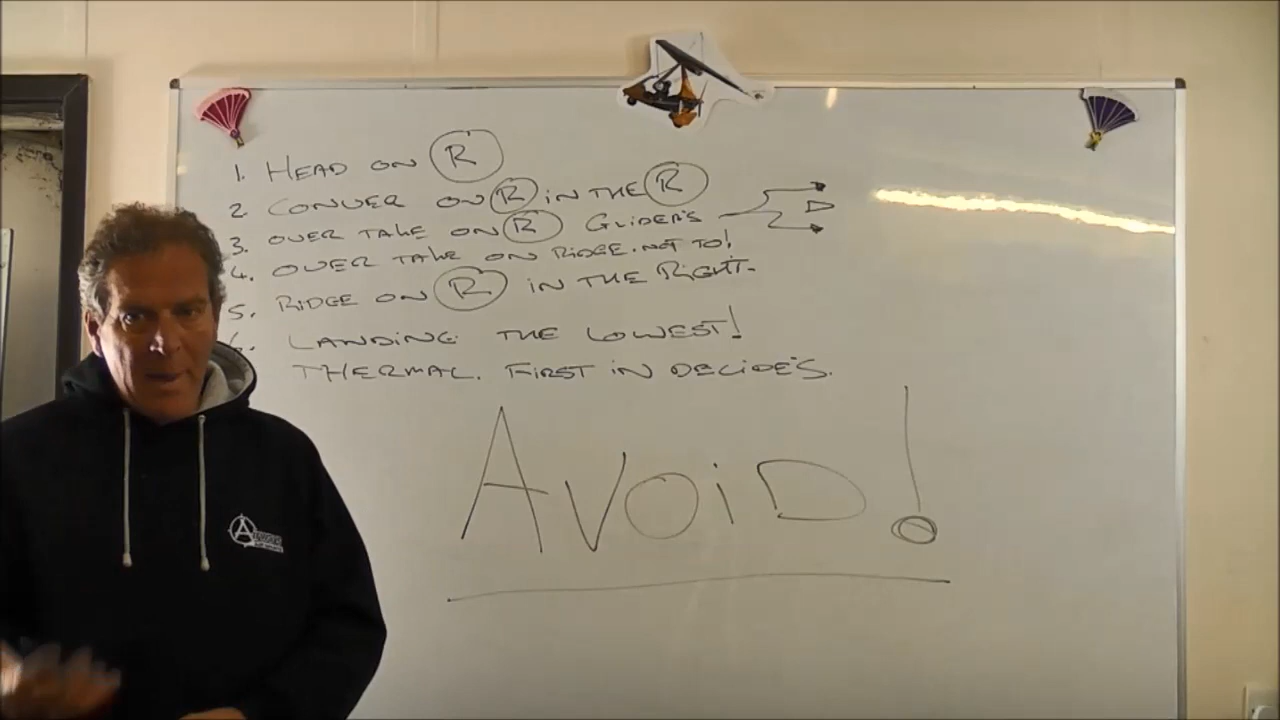 1. HEAD ON R
2 CONVER ON R IN THE R
3. OVER TAKE ON R GLIDER'S
4. OVER TAKE ON RIDGE. NOT TO!
5. RIDGE ON R IN THE RIGHT.
6. LANDING. THE LOWEST!
THERMAL. FIRST IN DECIDE'S.
AVOID!
A